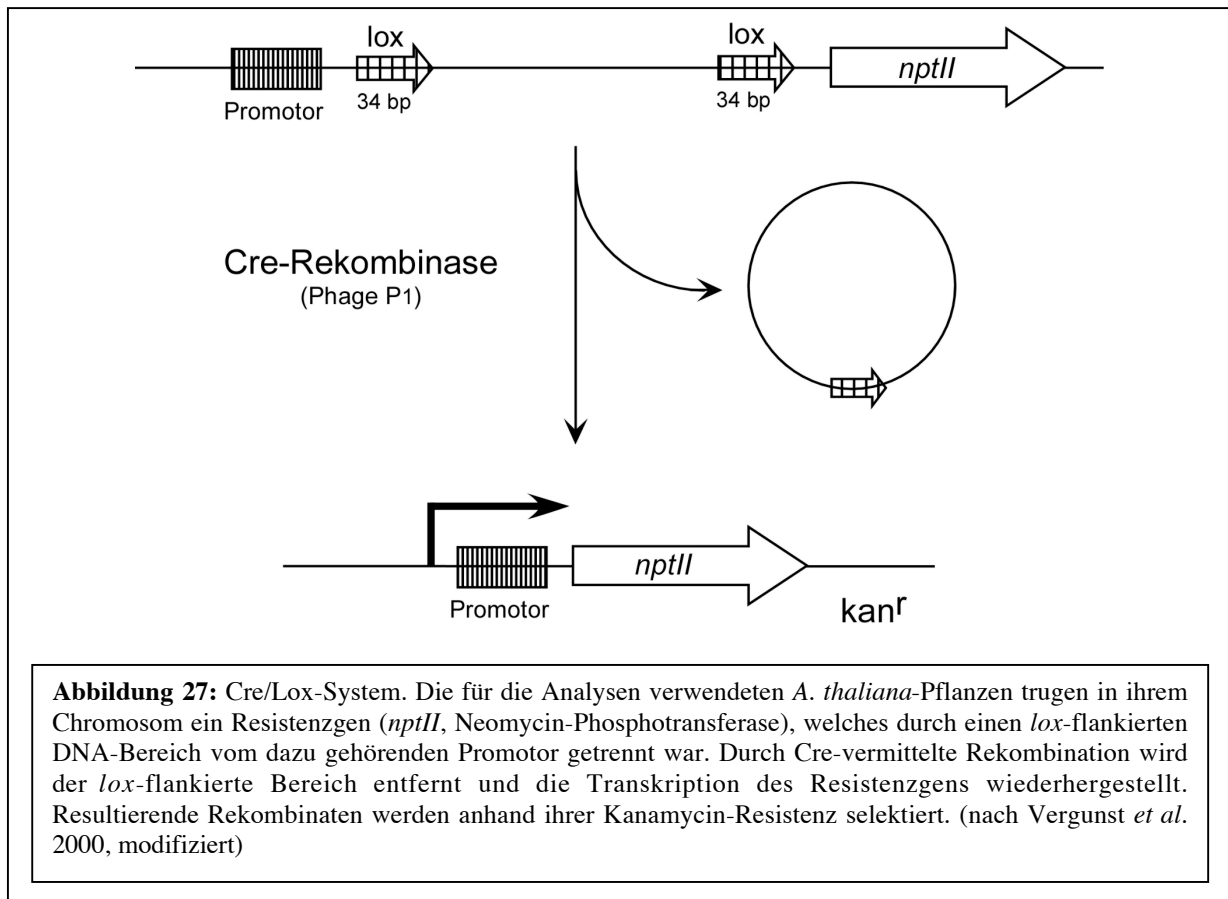 lox
lox
nptII
34 bp
34 bp
Promotor
Cre-Rekombinase
(Phage P1)
nptII
Promotor
kanr
Abbildung 27: Cre/Lox-System. Die für die Analysen verwendeten A. thaliana-Pflanzen trugen in ihrem
Chromosom ein Resistenzgen (nptII, Neomycin-Phosphotransferase), welches durch einen lox-flankierten
DNA-Bereich vom dazu gehörenden Promotor getrennt war. Durch Cre-vermittelte Rekombination wird
der lox-flankierte Bereich entfernt und die Transkription des Resistenzgens wiederhergestellt.
Resultierende Rekombinaten werden anhand ihrer Kanamycin-Resistenz selektiert. (nach Vergunst et al.
2000, modifiziert)